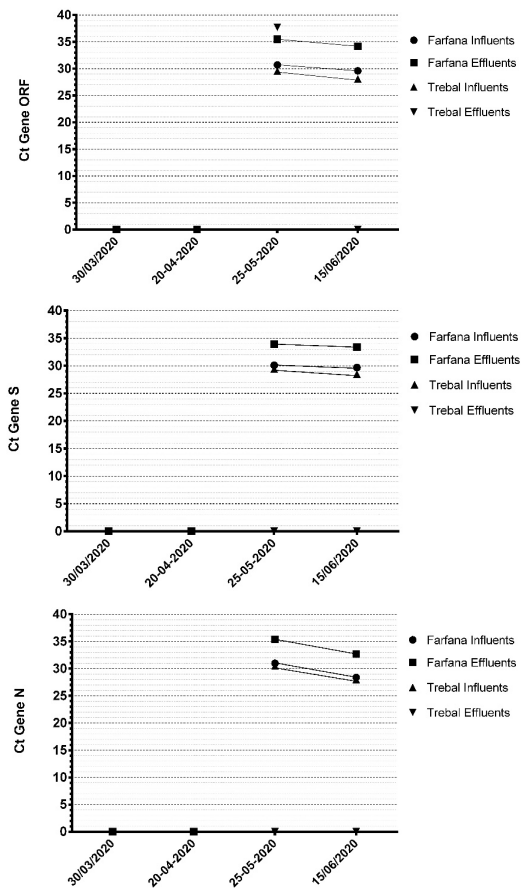 Ct Gene ORF
40
35
30
25
20
15
10
5
0
30/03/2020
20-04-2020
25-05-2020
15/06/2020
Farfana Influents
Farfana Effluents
Trebal Influents
Trebal Effluents
Ct Gene S
40
35
30
25
20
15
10
5
0
30/03/2020
20-04-2020
25-05-2020
15/06/2020
Farfana Influents
Farfana Effluents
Trebal Influents
Trebal Effluents
Ct Gene N
40
35
30
25
20
15
10
5
0
30/03/2020
20-04-2020
25-05-2020
15/06/2020
Farfana Influents
Farfana Effluents
Trebal Influents
Trebal Effluents